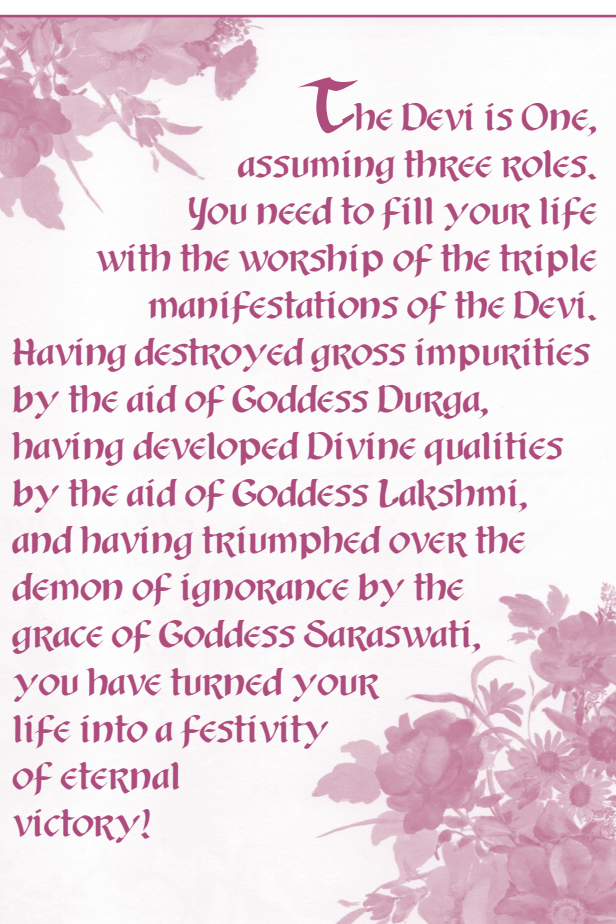 The Devi is One,
assuming three roles.
You need to fill your life
with the worship of the triple
manifestations of the Devi.
Having destroyed gross impurities
by the aid of Goddess Durga,
having developed Divine qualities
by the aid of Goddess Lakshmi,
and having triumphed over the
demon of ignorance by the
grace of Goddess Saraswati,
you have turned your
life into a festivity
of eternal
victory!